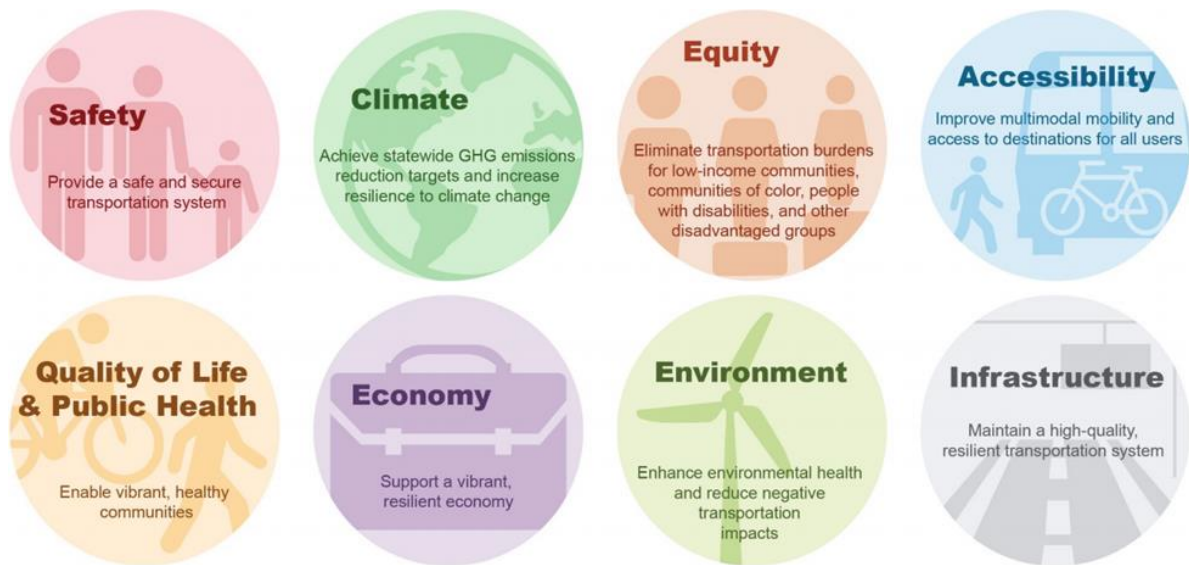 Safety
Provide a safe and secure
transportation system
Climate
Achieve statewide GHG emissions
reduction targets and increase
resilience to climate change
Equity
Eliminate transportation burdens
for low-income communities,
communities of color, people
with disabilities, and other
disadvantaged groups
Accessibility
Improve multimodal mobility and
access to destinations for all users
Quality of Life
& Public Health
Enable vibrant, healthy
communities
Economy
Support a vibrant,
resilient economy
Environment
Enhance environmental health
and reduce negative
transportation
impacts
Infrastructure
Maintain a high-quality,
resilient transportation system